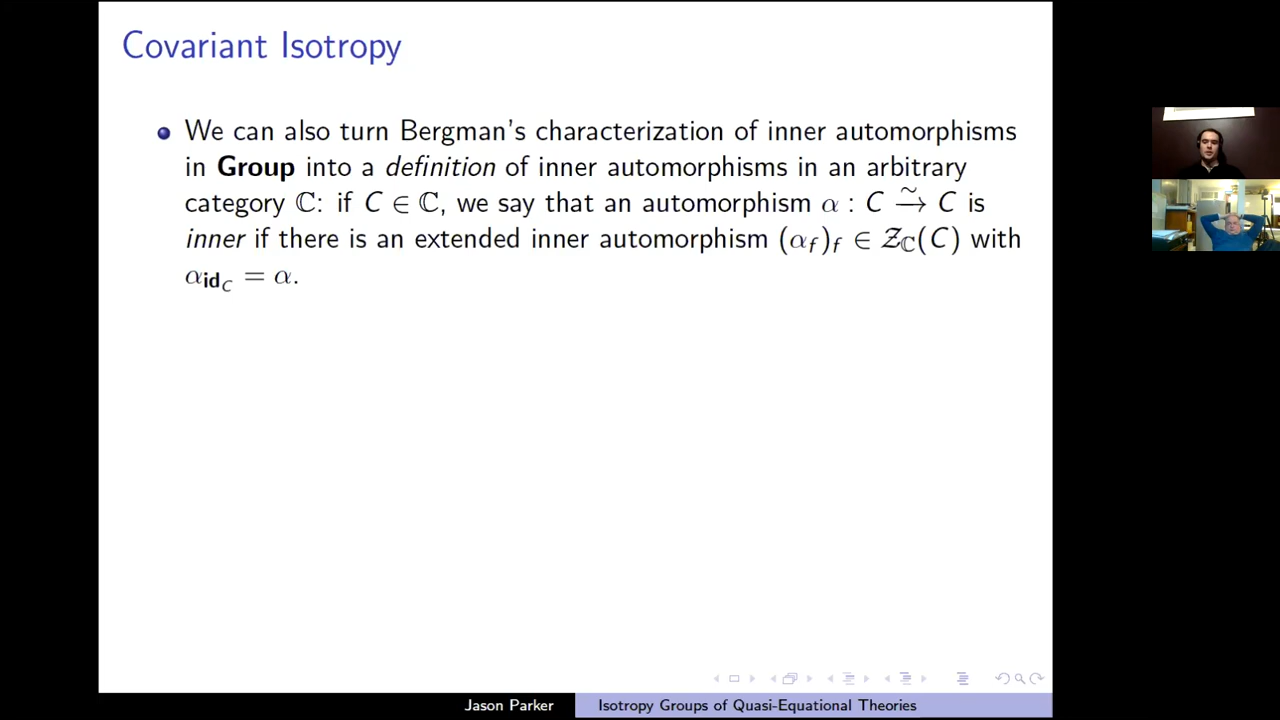 Covariant Isotropy
We can also turn Bergman's characterization of inner automorphisms
in Group into a definition of inner automorphisms in an arbitrary
category ℂ: if C ∈ ℂ, we say that an automorphism α : C ⥲ C is
inner if there is an extended inner automorphism (α_f)_f ∈ 𝒵_ℂ(C) with
α_{id_C} = α.
Jason Parker
Isotropy Groups of Quasi-Equational Theories